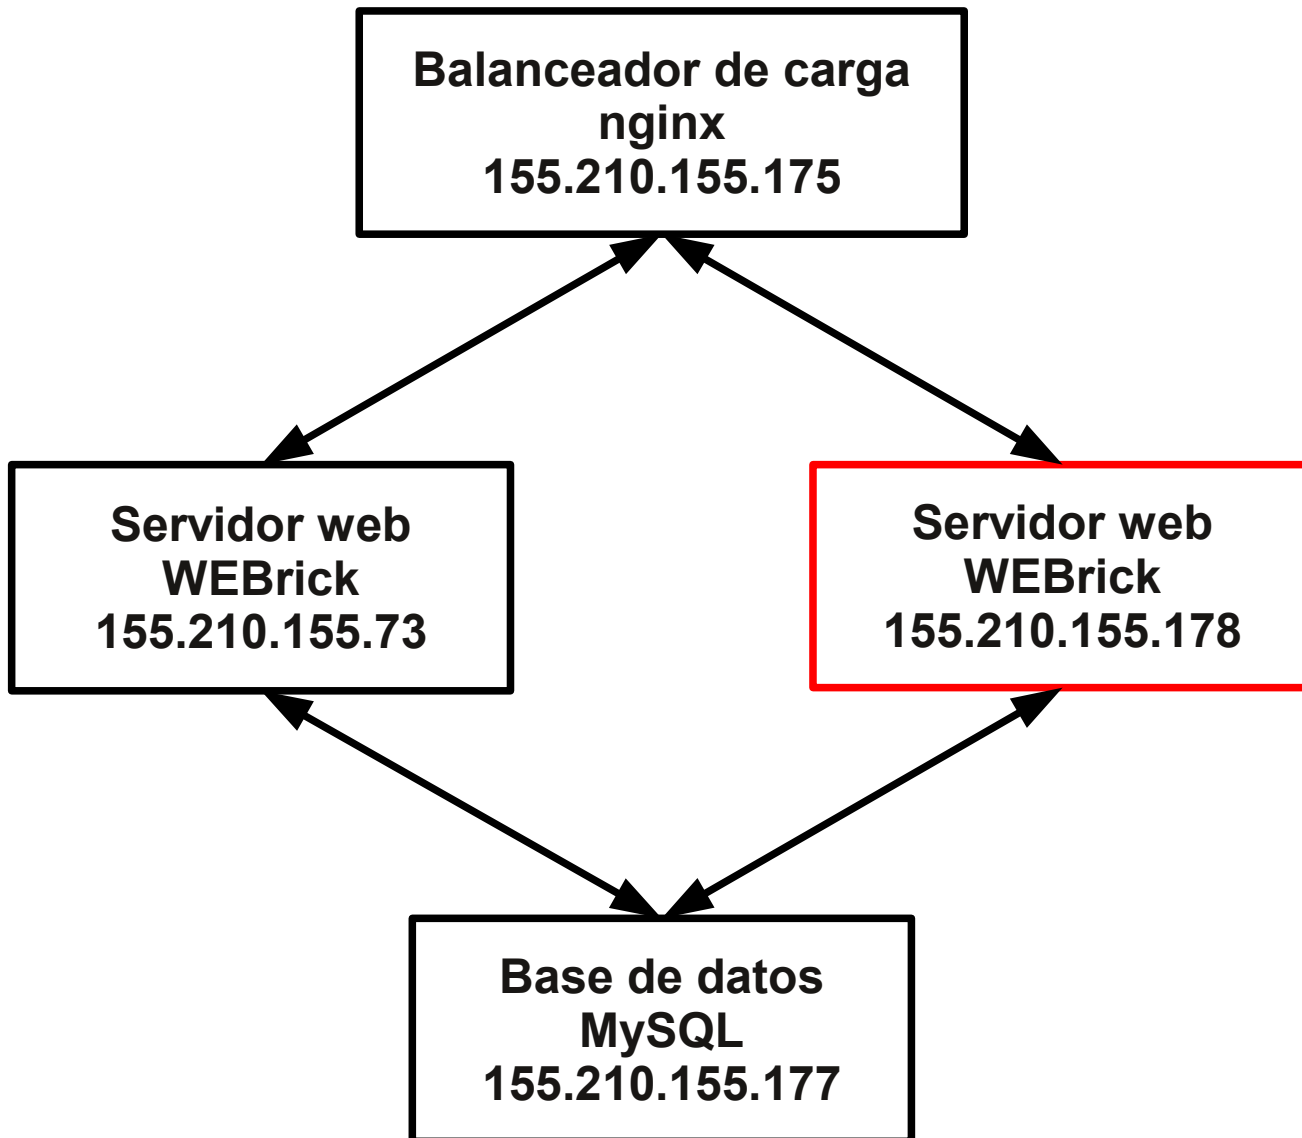 Balanceador de carga
nginx
155.210.155.175
Servidor web
WEBrick
155.210.155.73
Servidor web
WEBrick
155.210.155.178
Base de datos
MySQL
155.210.155.177